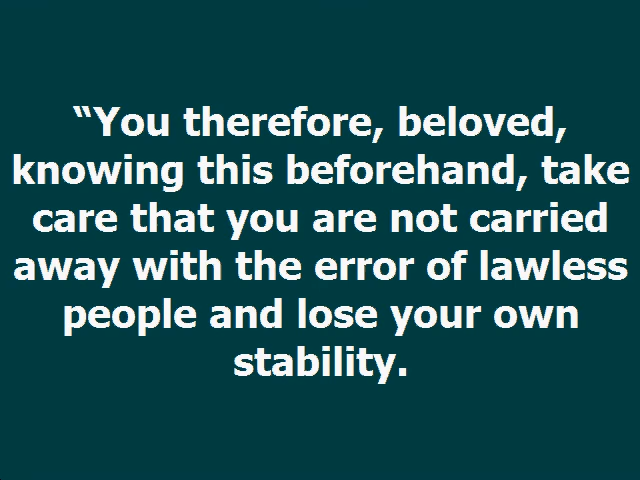 “You therefore, beloved,
knowing this beforehand, take
care that you are not carried
away with the error of lawless
people and lose your own
stability.